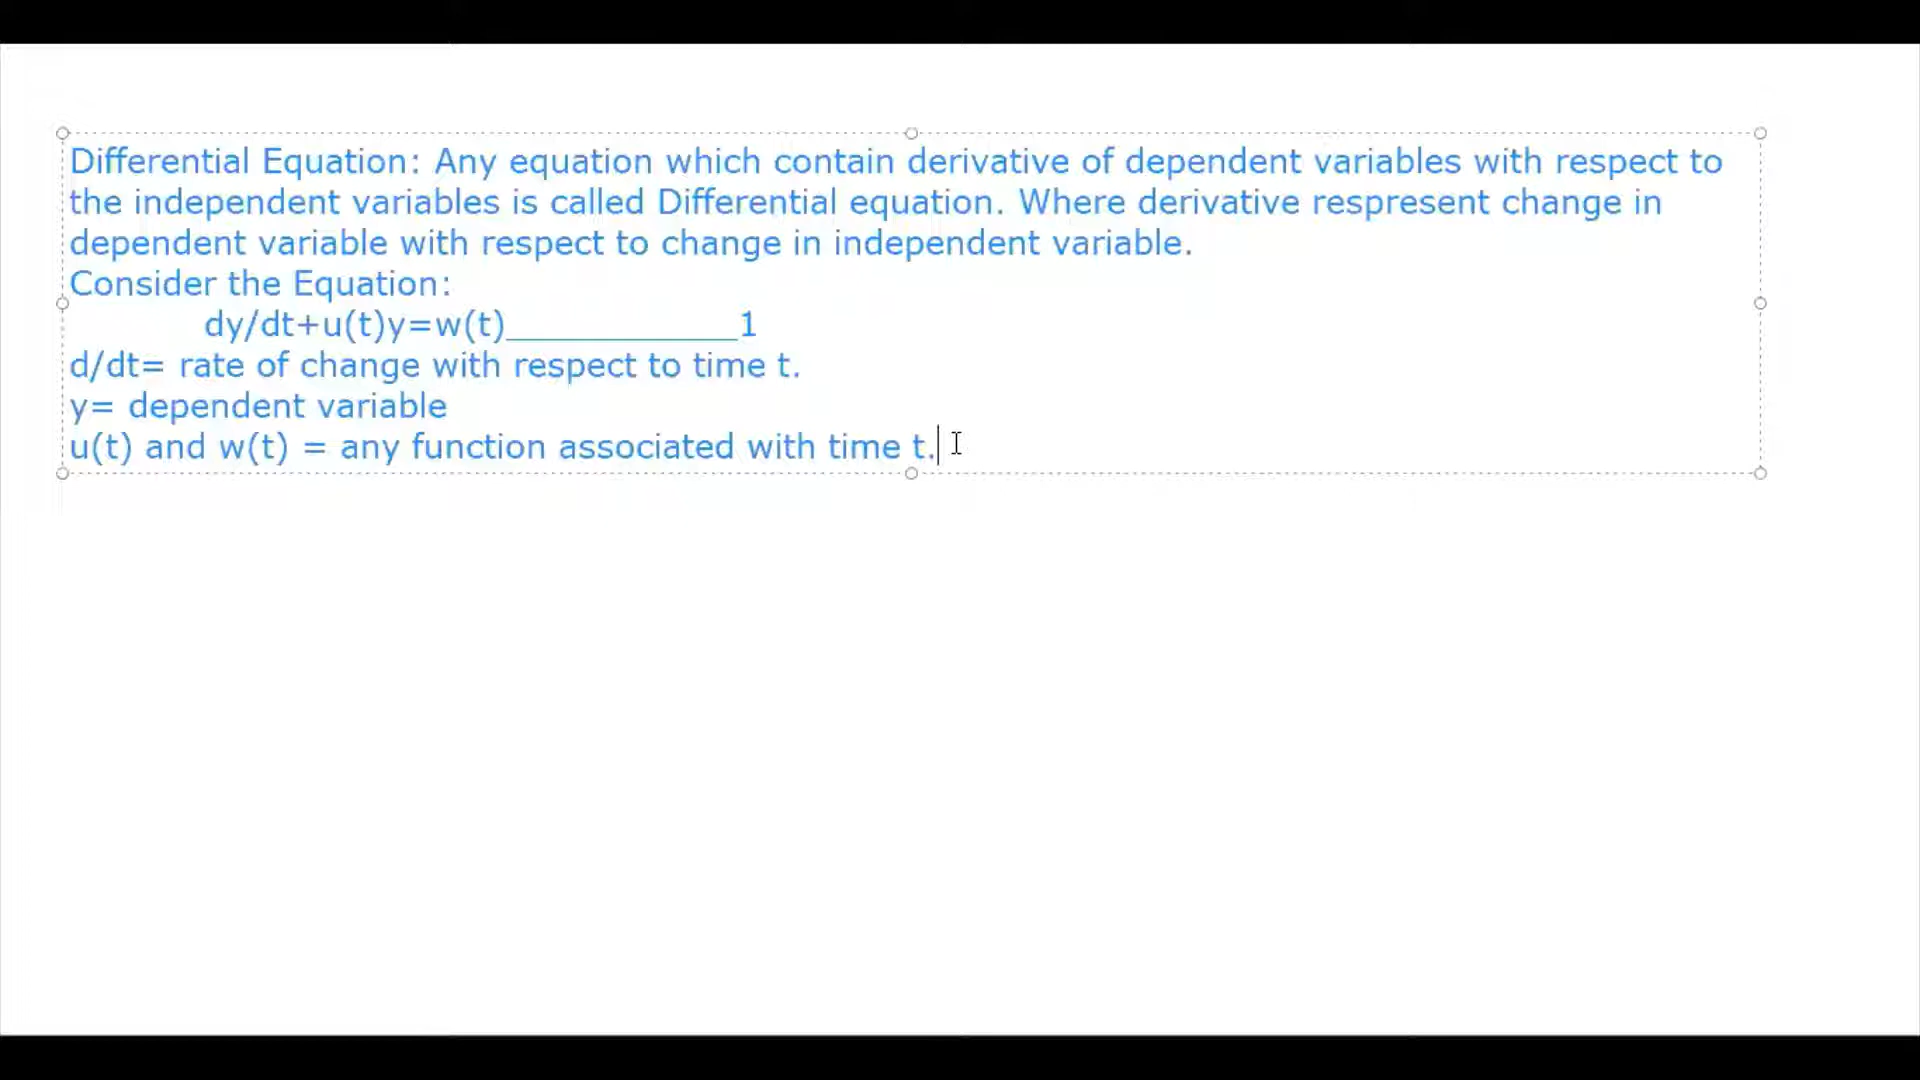 Differential Equation: Any equation which contain derivative of dependent variables with respect to
the independent variables is called Differential equation. Where derivative respresent change in
dependent variable with respect to change in independent variable.
Consider the Equation:
dy/dt+u(t)y=w(t)____________1
d/dt= rate of change with respect to time t.
y= dependent variable
u(t) and w(t) = any function associated with time t.